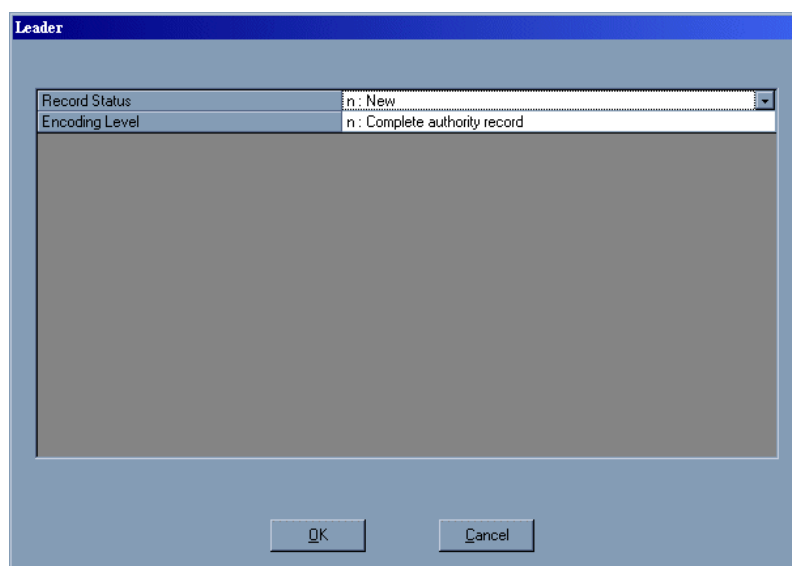 Leader
Record Status n : New
Encoding Level n : Complete authority record
OK Cancel